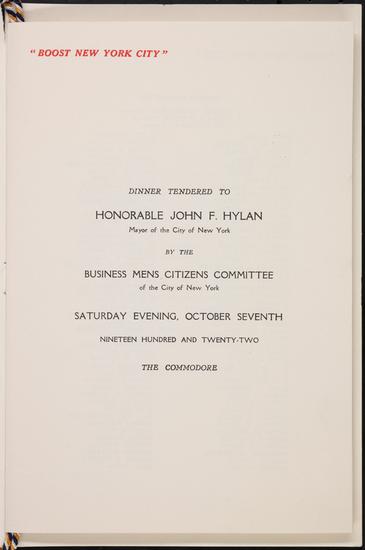 "BOOST NEW YORK CITY"
DINNER TENDERED TO
HONORABLE JOHN F. HYLAN
Mayor of the City of New York
BY THE
BUSINESS MENS CITIZENS COMMITTEE
of the City of New York
SATURDAY EVENING, OCTOBER SEVENTH
NINETEEN HUNDRED AND TWENTY-TWO
THE COMMODORE